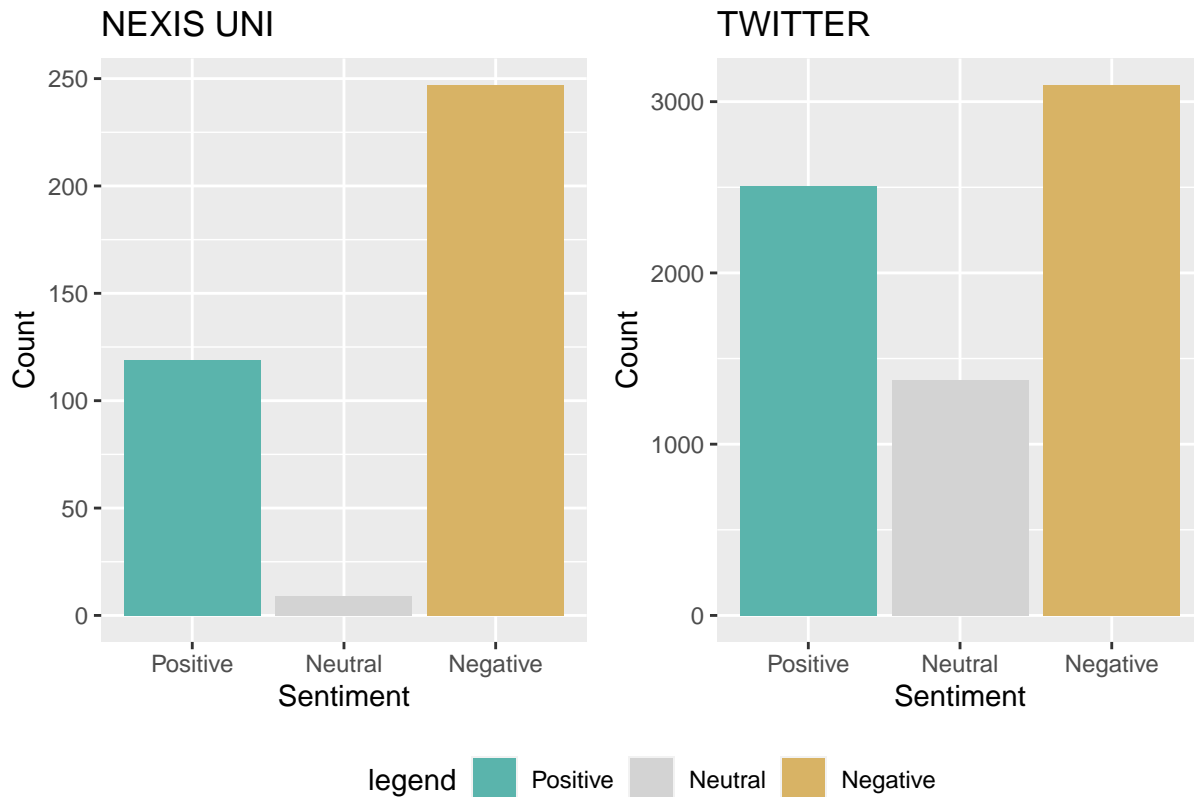 NEXIS UNI
250
200
150
100
50
0
Count
Positive Neutral Negative
Sentiment
TWITTER
3000
2000
1000
0
Count
Positive Neutral Negative
Sentiment
legend Positive Neutral Negative